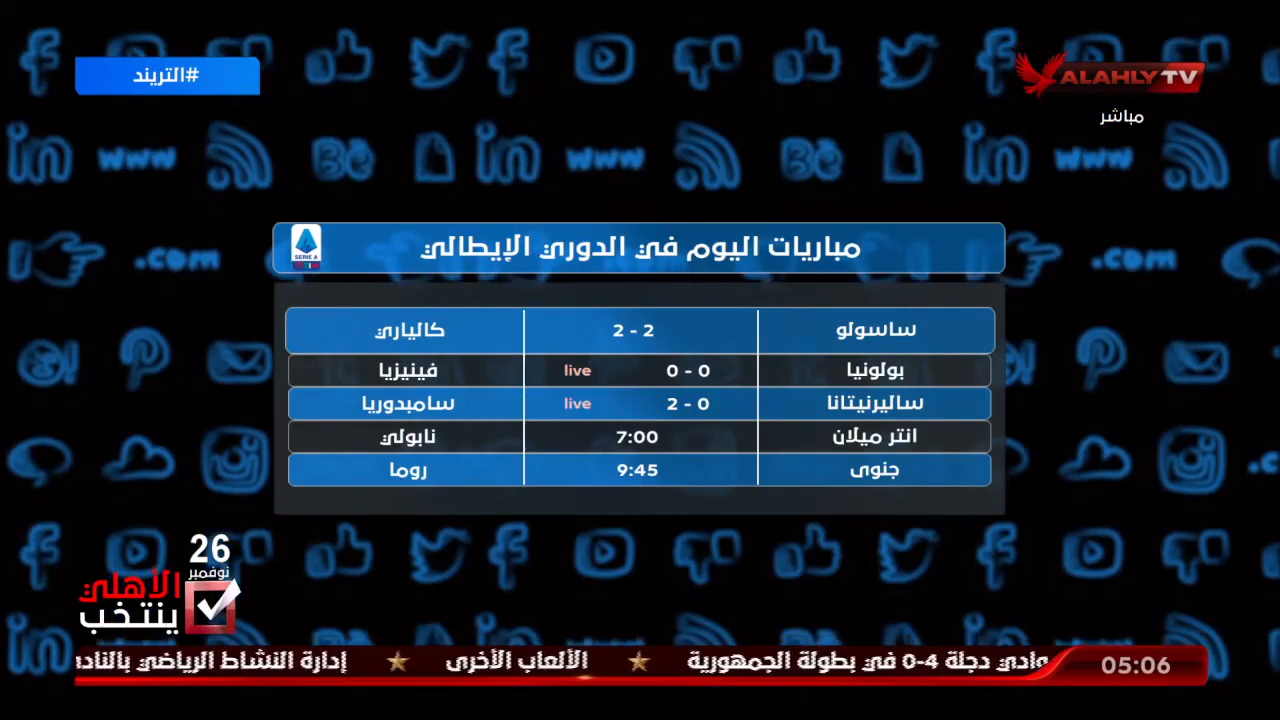 #التريند
ALAHLY TV
مباشر
مباريات اليوم في الدوري الإيطالي
SERIE A
TIM
ساسولو 2 - 2 كالياري
بولونيا 0 - 0 live فينيزيا
ساليرنيتانا 2 - 0 live سامبدوريا
انتر ميلان 7:00 نابولي
جنوى 9:45 روما
26
نوفمبر
الأهلي
ينتخب
وادي دجلة 4-0 في بطولة الجمهورية ★ الألعاب الأخرى ★ إدارة النشاط الرياضي بالنادي
05:06